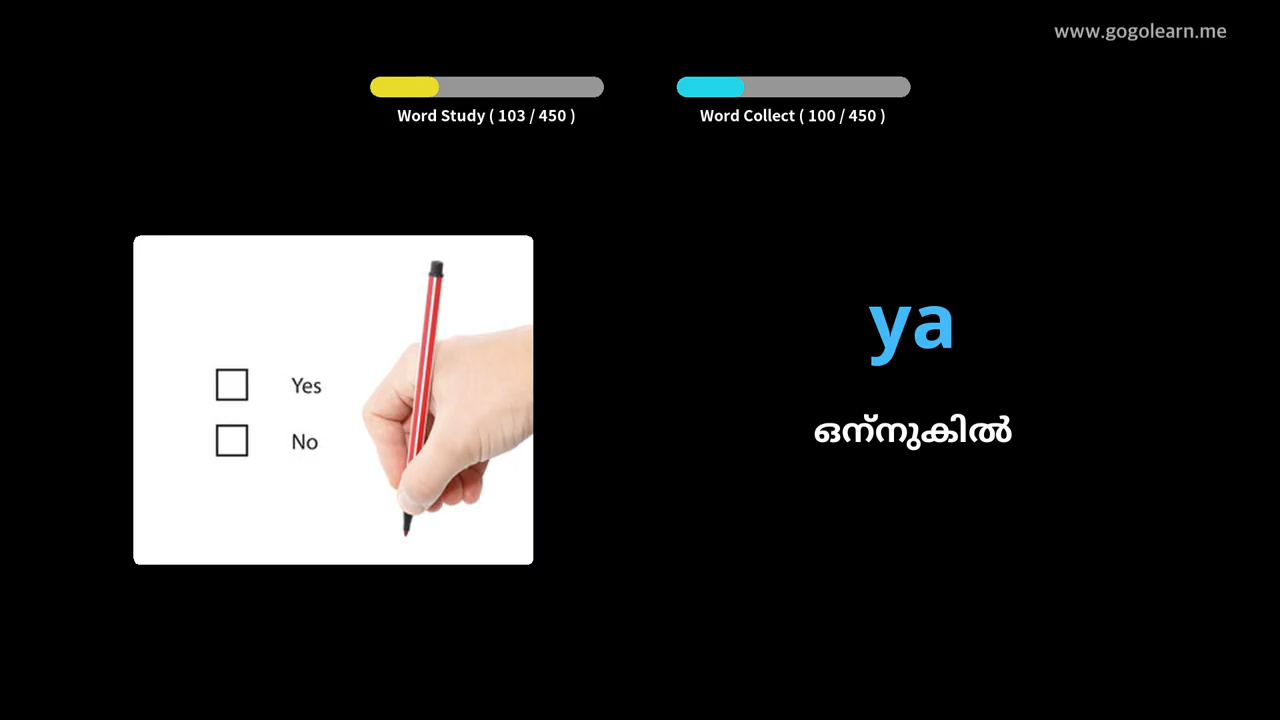 www.gogolearn.me
Word Study ( 103 / 450 )
Word Collect ( 100 / 450 )
Yes
No
ya
ഒന്നുകിൽ